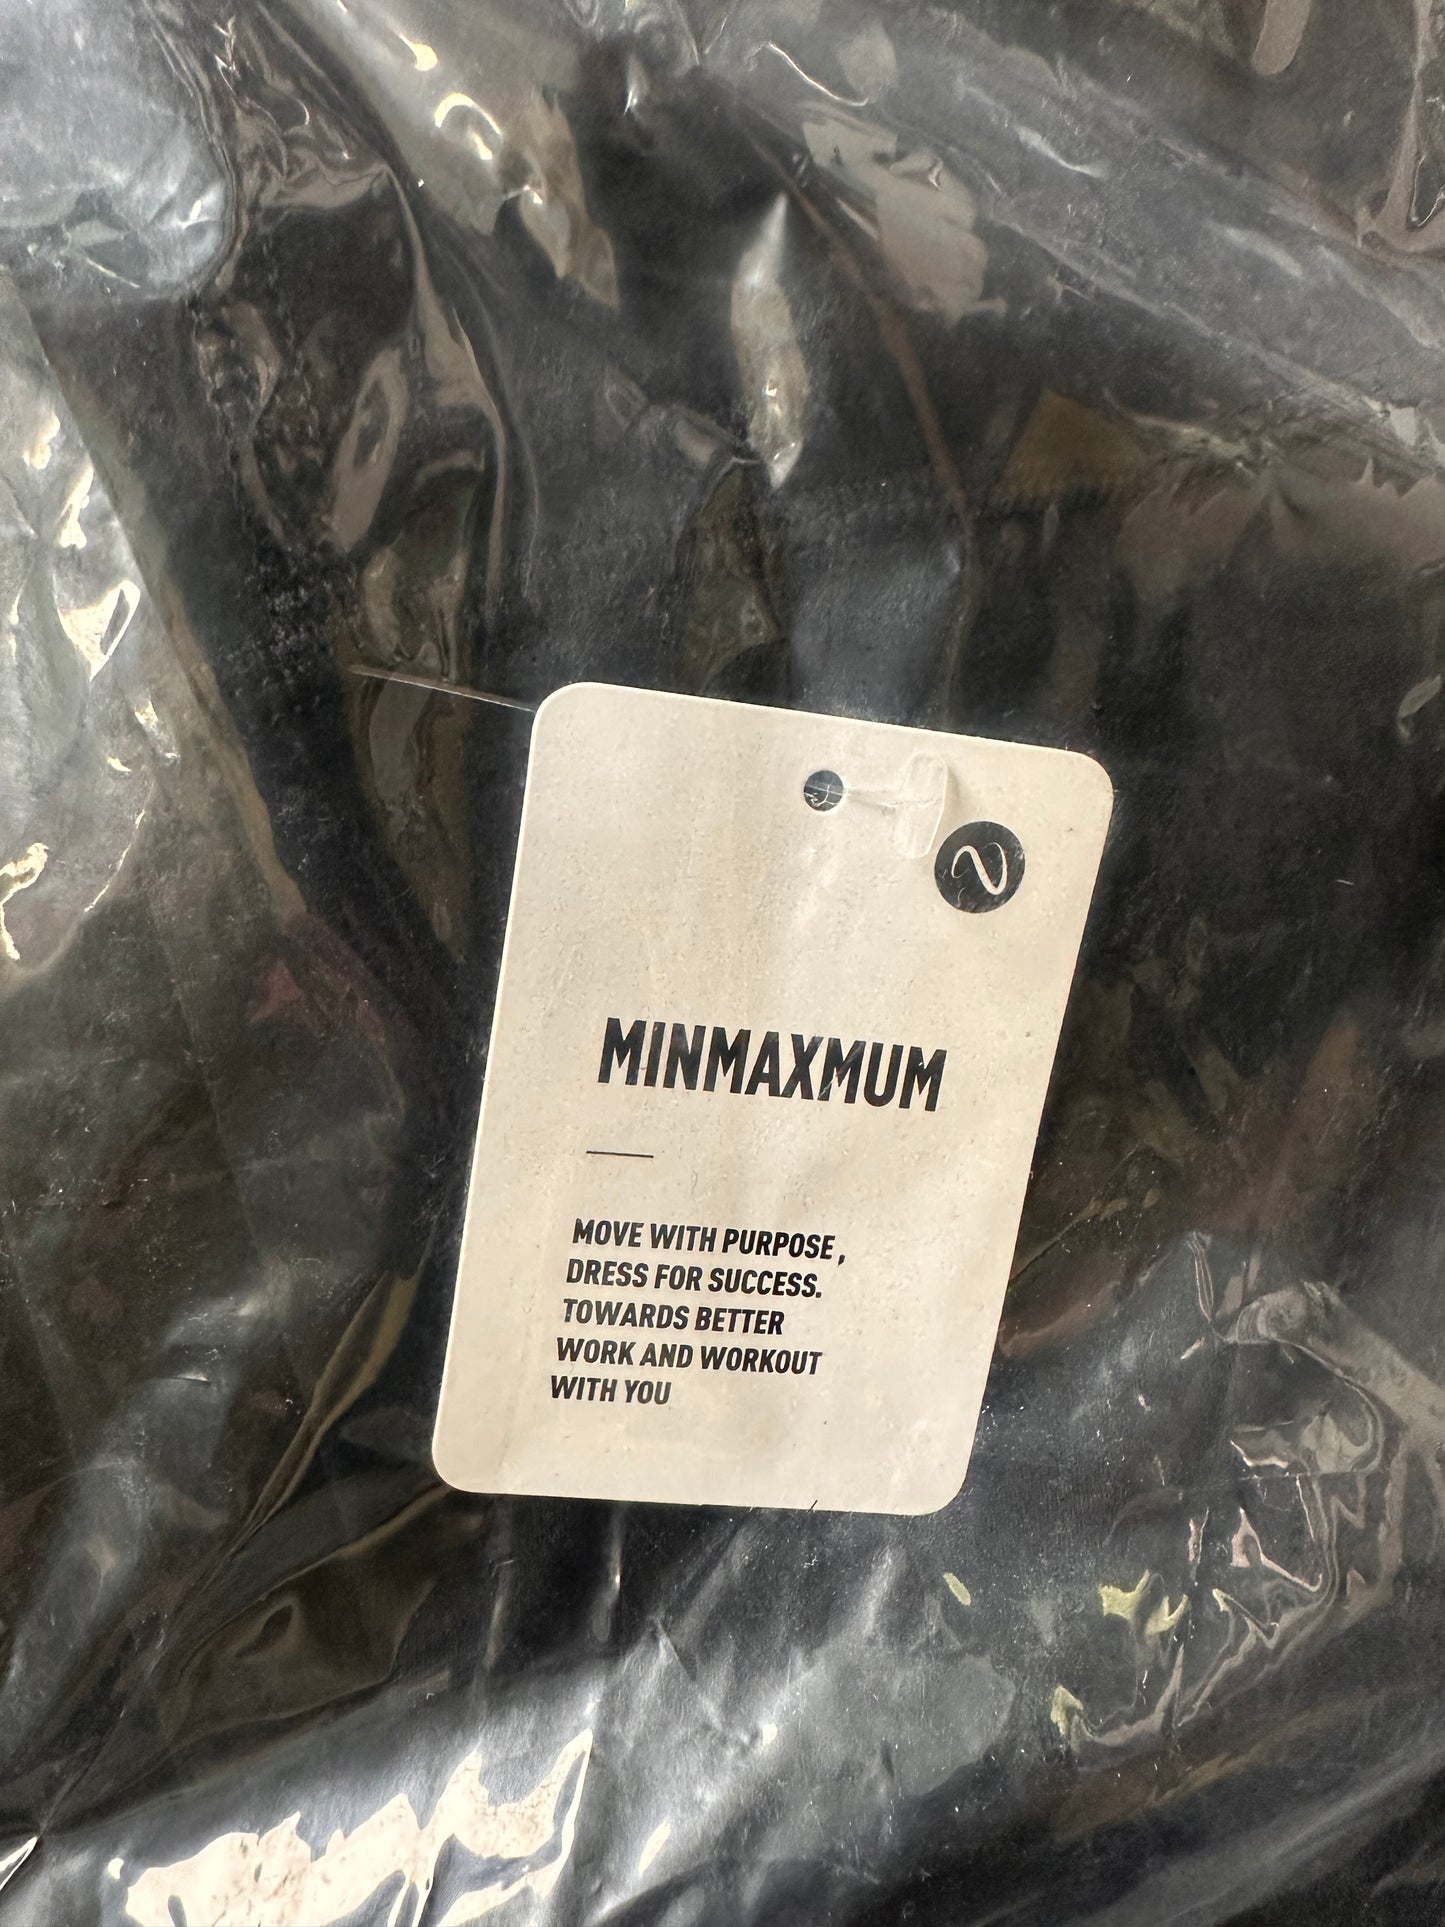 MINMAXMUM
MOVE WITH PURPOSE,
DRESS FOR SUCCESS.
TOWARDS BETTER
WORK AND WORKOUT
WITH YOU